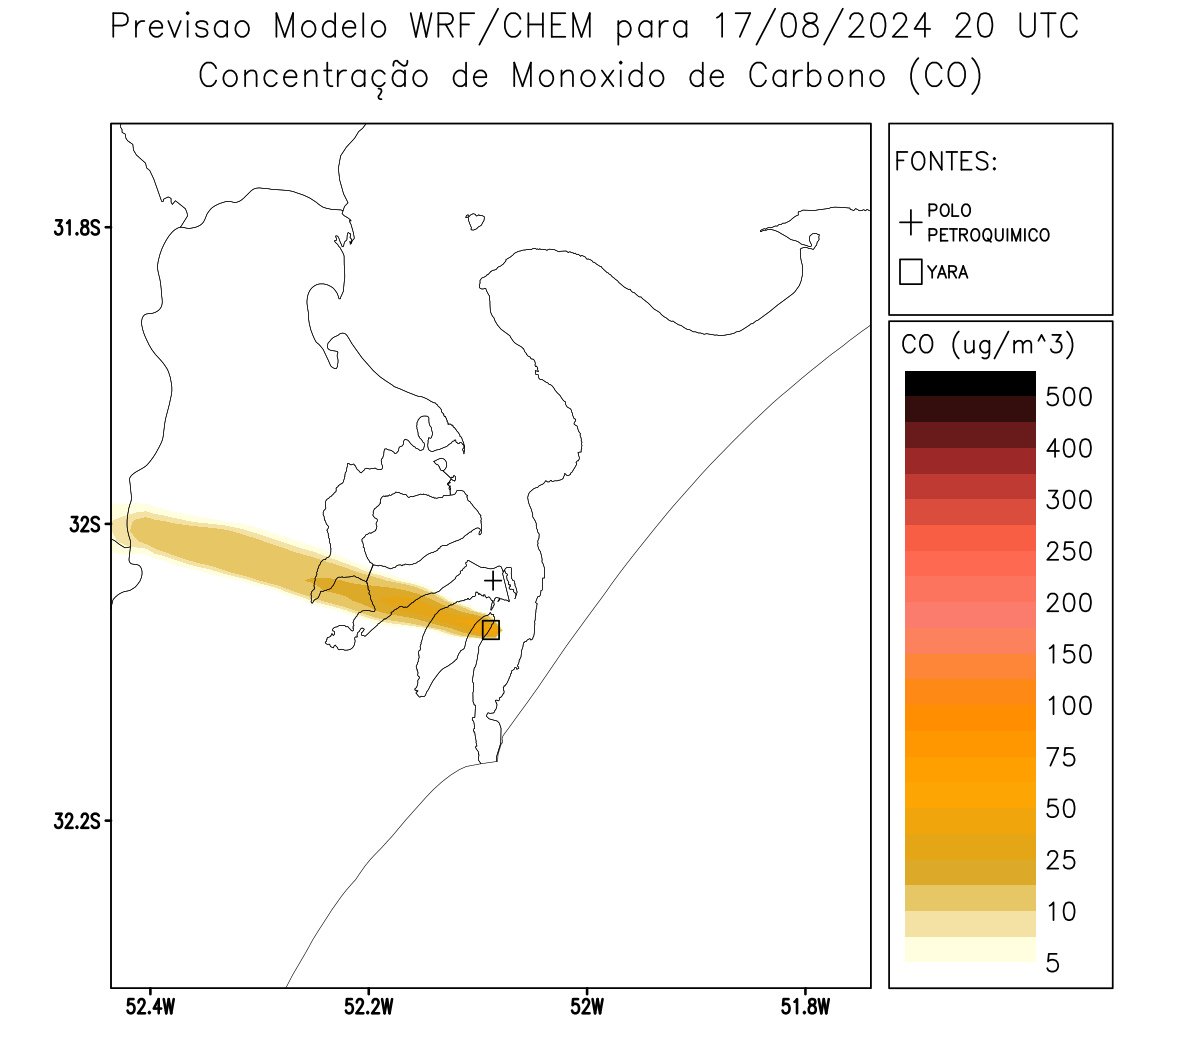 Previsao Modelo WRF/CHEM para 17/08/2024 20 UTC
Concentração de Monoxido de Carbono (CO)
FONTES:
POLO
PETROQUIMICO
YARA
CO (ug/m^3)
500
400
300
250
200
150
100
75
50
25
10
5
31.8S
32S
32.2S
52.4W
52.2W
52W
51.8W